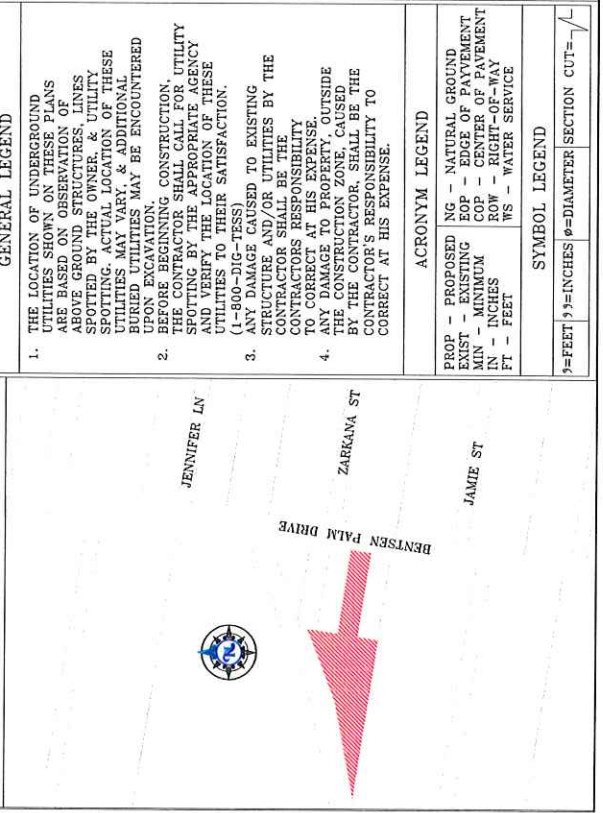 GENERAL LEGEND
1. THE LOCATION OF UNDERGROUND
UTILITIES SHOWN ON THESE PLANS
ARE BASED ON OBSERVATION OF
ABOVE GROUND STRUCTURES, LINES
SPOTTED BY THE OWNER, & UTILITY
SPOTTING. ACTUAL LOCATION OF THESE
UTILITIES MAY VARY, & ADDITIONAL
BURIED UTILITIES MAY BE ENCOUNTERED
UPON EXCAVATION.
2. BEFORE BEGINNING CONSTRUCTION,
THE CONTRACTOR SHALL CALL FOR UTILITY
SPOTTING BY THE APPROPRIATE AGENCY
AND VERIFY THE LOCATION OF THESE
UTILITIES TO THEIR SATISFACTION.
(1-800-DIG-TESS)
3. ANY DAMAGE CAUSED TO EXISTING
STRUCTURE AND/OR UTILITIES BY THE
CONTRACTOR SHALL BE THE
CONTRACTORS RESPONSIBILITY
TO CORRECT AT HIS EXPENSE.
4. ANY DAMAGE TO PROPERTY, OUTSIDE
THE CONSTRUCTION ZONE, CAUSED
BY THE CONTRACTOR, SHALL BE THE
CONTRACTOR'S RESPONSIBILITY TO
CORRECT AT HIS EXPENSE.
ACRONYM LEGEND
PROP - PROPOSED
EXIST - EXISTING
MIN - MINIMUM
IN - INCHES
FT - FEET
NG - NATURAL GROUND
EOP - EDGE OF PAYVEMENT
COP - CENTER OF PAVEMENT
ROW - RIGHT-OF-WAY
WS - WATER SERVICE
SYMBOL LEGEND
'=FEET ''=INCHES ø=DIAMETER SECTION CUT=
JENNIFER LN
ZARKANA ST
JAMIE ST
BENTSEN PALM DRIVE
N